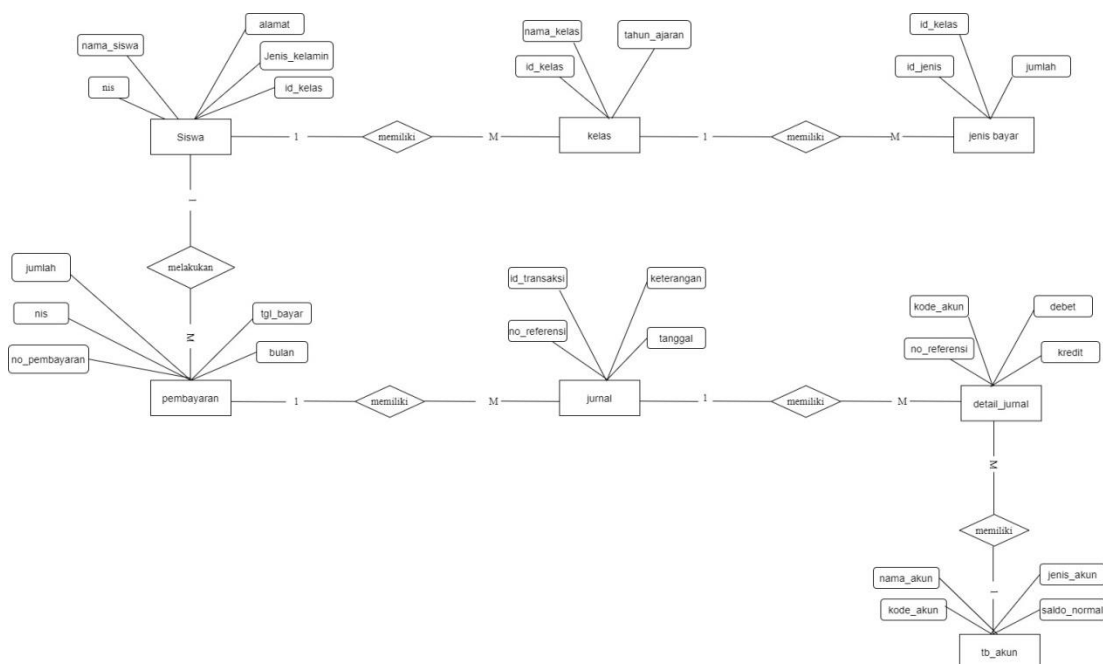 alamat
nama_siswa
Jenis_kelamin
nis
id_kelas
Siswa
1
memiliki
M
nama_kelas
tahun_ajaran
id_kelas
kelas
1
memiliki
M
id_kelas
id_jenis
jumlah
jenis bayar
1
melakukan
M
jumlah
nis
tgl_bayar
no_pembayaran
bulan
pembayaran
1
memiliki
M
id_transaksi
keterangan
no_referensi
tanggal
jurnal
1
memiliki
M
kode_akun
debet
no_referensi
kredit
detail_jurnal
M
memiliki
1
nama_akun
jenis_akun
kode_akun
saldo_normal
tb_akun